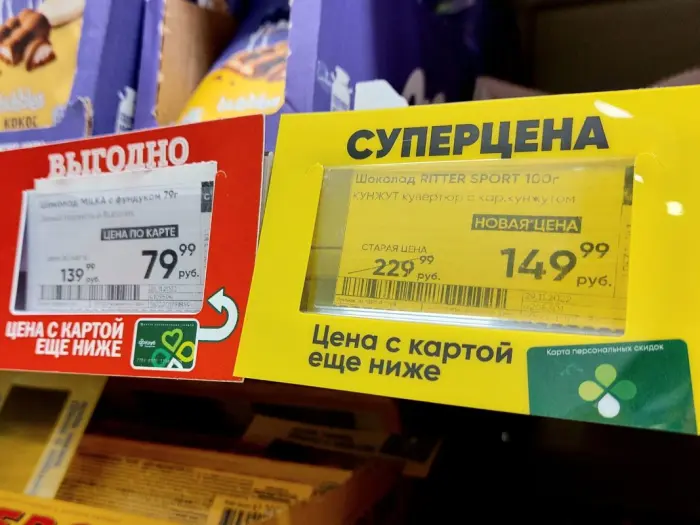 КОКОС
ВЫГОДНО
Шоколад MILKA с фундуком 79г
ЦЕНА ПО КАРТЕ
139 99
79 99
руб.
ЦЕНА С КАРТОЙ
ЕЩЕ НИЖЕ
СУПЕРЦЕНА
Шоколад RITTER SPORT 100г
КУНЖУТ
НОВАЯ ЦЕНА
СТАРАЯ ЦЕНА
229 99
руб.
149 99
руб.
Цена с картой
еще ниже
Карта персональных скидок